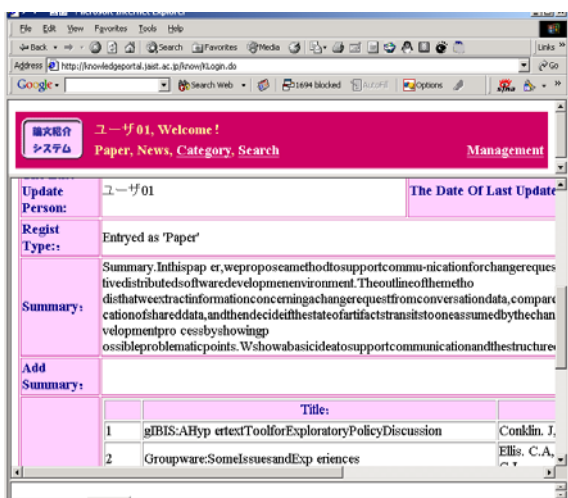 File Edit View Favorites Tools Help
Back Search Favorites Media Links »
Address http://knowledgeportal.jaist.ac.jp/know/KLogin.do Go
Google Search Web 1694 blocked AutoFill Options
論文紹介
システム
ユーザ01, Welcome !
Paper, News, Category, Search Management
Update
Person:
ユーザ01
The Date Of Last Update
Regist
Type::
Entryed as 'Paper'
Summary:
Summary.Inthispap er,weproposeamethodtosupportcommu-nicationforchangereques
tivedistributedsoftwaredevelopmenenvironment.Theoutlineofthemetho
disthatweextractinformationconcerningachangerequestfromconversationdata,compare
cationofshareddata,andthendecideifthestateofartifactstransitstooneassumedbythechan
velopmentpro cessbyshowingp
ossibleproblematicpoints.Wshowabasicideatosupportcommunicationandthestructure
Add
Summary:
Title:
1 gIBIS:AHyp ertextToolforExploratoryPolicyDiscussion Conklin. J,
2 Groupware:SomeIssuesandExp eriences Ellis. C.A,